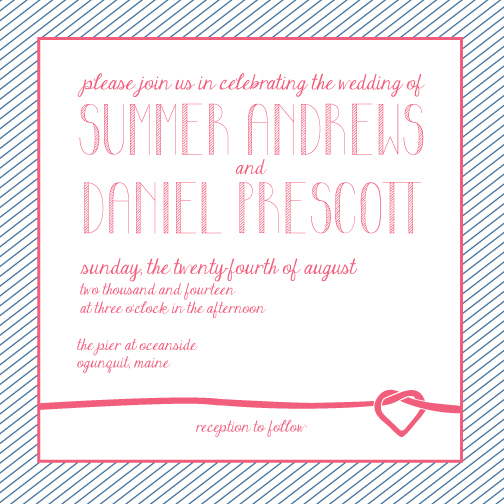 please join us in celebrating the wedding of
SUMMER ANDREWS
and
DANIEL PRESCOTT
sunday, the twenty-fourth of august
two thousand and fourteen
at three o'clock in the afternoon
the pier at oceanside
ogunquit, maine
reception to follow